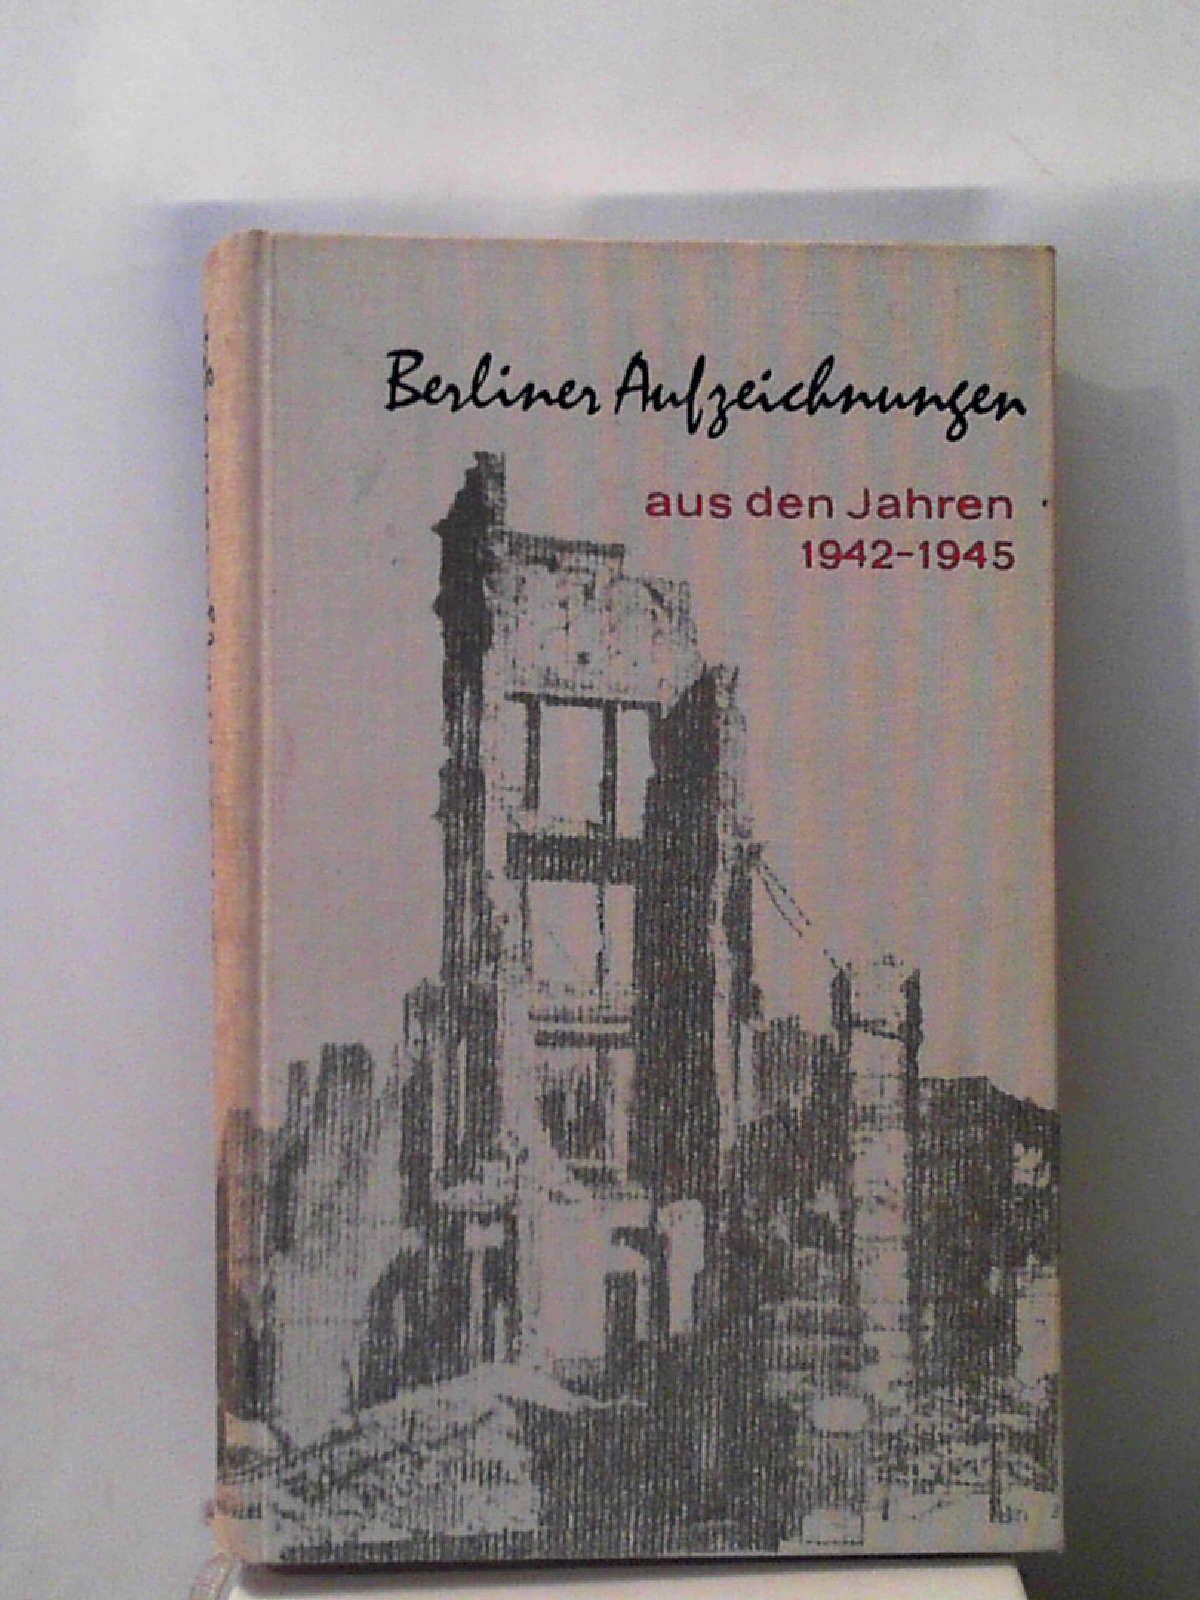 Berliner Aufzeichnungen
aus den Jahren
1942-1945